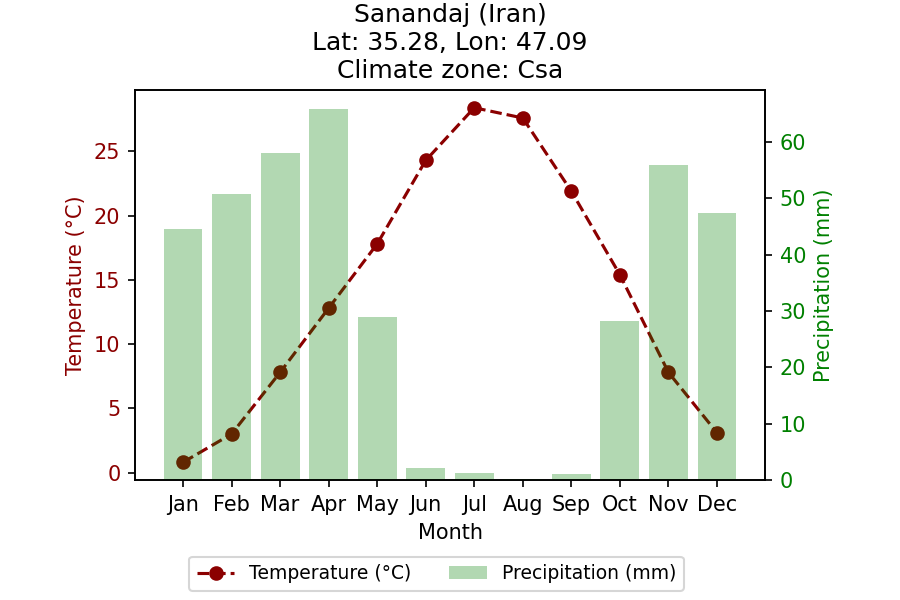 Sanandaj (Iran)
Lat: 35.28, Lon: 47.09
Climate zone: Csa
Temperature (°C)
25
20
15
10
5
0
Precipitation (mm)
60
50
40
30
20
10
0
Jan Feb Mar Apr May Jun Jul Aug Sep Oct Nov Dec
Month
Temperature (°C) Precipitation (mm)